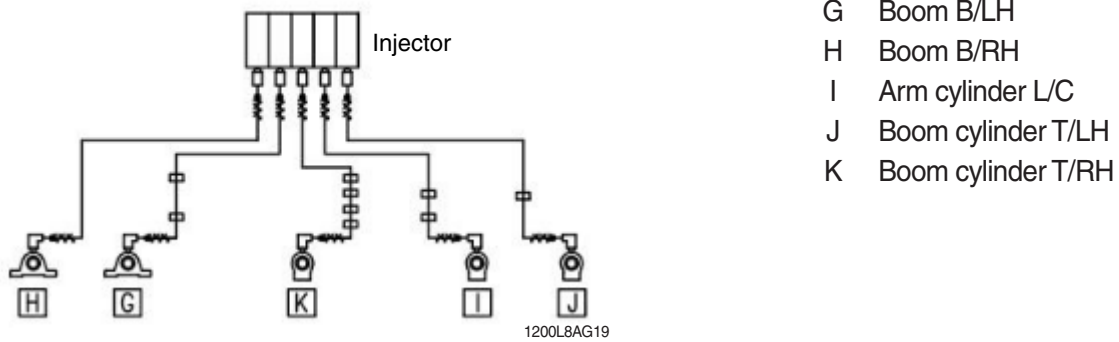 Injector
H
G
K
I
J
1200L8AG19
G Boom B/LH
H Boom B/RH
I Arm cylinder L/C
J Boom cylinder T/LH
K Boom cylinder T/RH